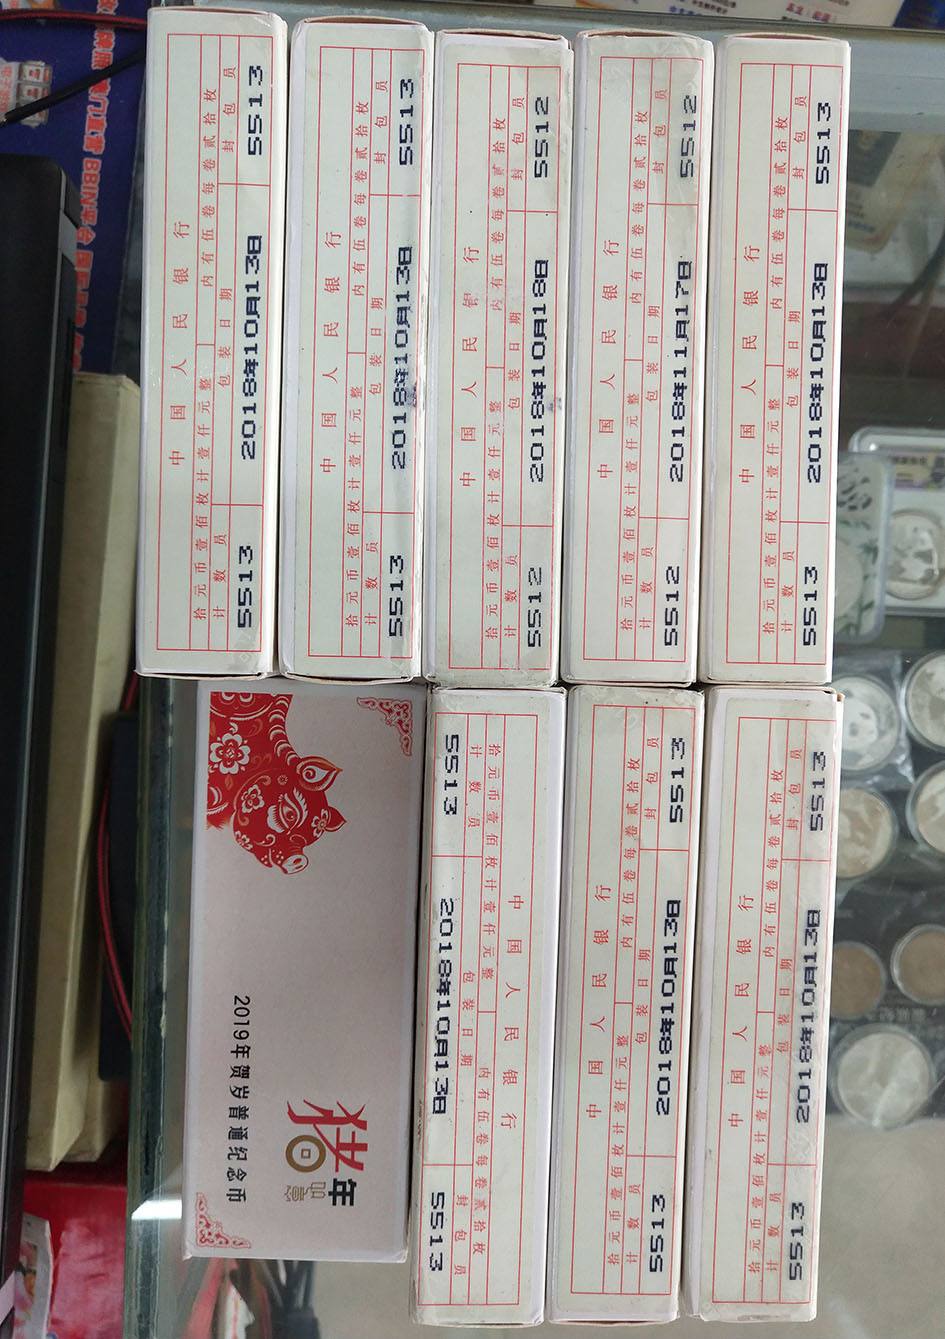 中国人民银行
拾元币壹佰枚计壹仟元整 内有伍卷每卷贰拾枚
计数员 包装日期 封包员
5513 2018年10月13日 5513
中国人民银行
拾元币壹佰枚计壹仟元整 内有伍卷每卷贰拾枚
计数员 包装日期 封包员
5513 2018年10月13日 5513
中国人民银行
拾元币壹佰枚计壹仟元整 内有伍卷每卷贰拾枚
计数员 包装日期 封包员
5512 2018年10月18日 5512
中国人民银行
拾元币壹佰枚计壹仟元整 内有伍卷每卷贰拾枚
计数员 包装日期 封包员
5512 2018年11月17日 5512
中国人民银行
拾元币壹佰枚计壹仟元整 内有伍卷每卷贰拾枚
计数员 包装日期 封包员
5513 2018年10月13日 5513
猪年
2019年贺岁普通纪念币
中国人民银行
拾元币壹佰枚计壹仟元整 内有伍卷每卷贰拾枚
计数员 包装日期 封包员
5513 2018年10月13日 5513
中国人民银行
拾元币壹佰枚计壹仟元整 内有伍卷每卷贰拾枚
计数员 包装日期 封包员
5513 2018年10月13日 5513
中国人民银行
拾元币壹佰枚计壹仟元整 内有伍卷每卷贰拾枚
计数员 包装日期 封包员
5513 2018年10月13日 5513
牌照澳门直营 BBIN平台